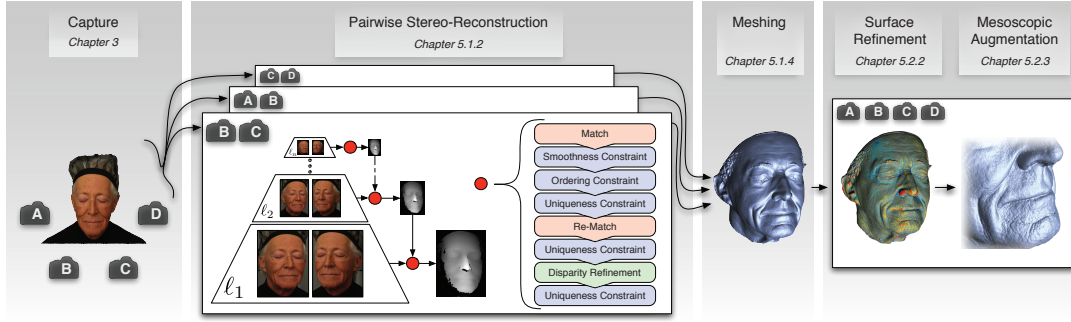 Capture
Chapter 3
Pairwise Stereo-Reconstruction
Chapter 5.1.2
Meshing
Chapter 5.1.4
Surface
Refinement
Chapter 5.2.2
Mesoscopic
Augmentation
Chapter 5.2.3
C D
A B
B C
A
D
B
C
ℓ2
ℓ1
Match
Smoothness Constraint
Ordering Constraint
Uniqueness Constraint
Re-Match
Uniqueness Constraint
Disparity Refinement
Uniqueness Constraint
A B C D